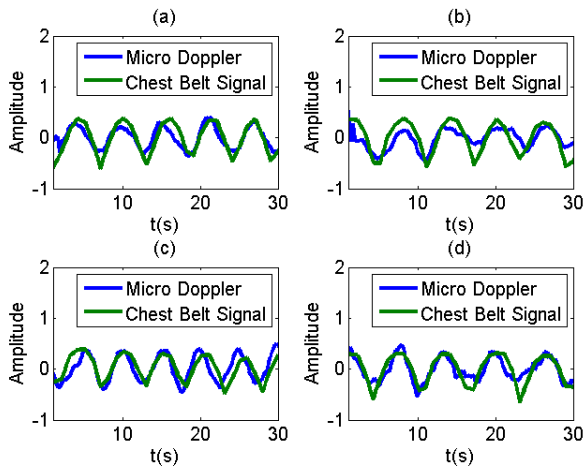 (a)
2
1
0
-1
Amplitude
Micro Doppler
Chest Belt Signal
10
20
30
t(s)
(b)
2
1
0
-1
Amplitude
Micro Doppler
Chest Belt Signal
10
20
30
t(s)
(c)
2
1
0
-1
Amplitude
Micro Doppler
Chest Belt Signal
10
20
30
t(s)
(d)
2
1
0
-1
Amplitude
Micro Doppler
Chest Belt Signal
10
20
30
t(s)